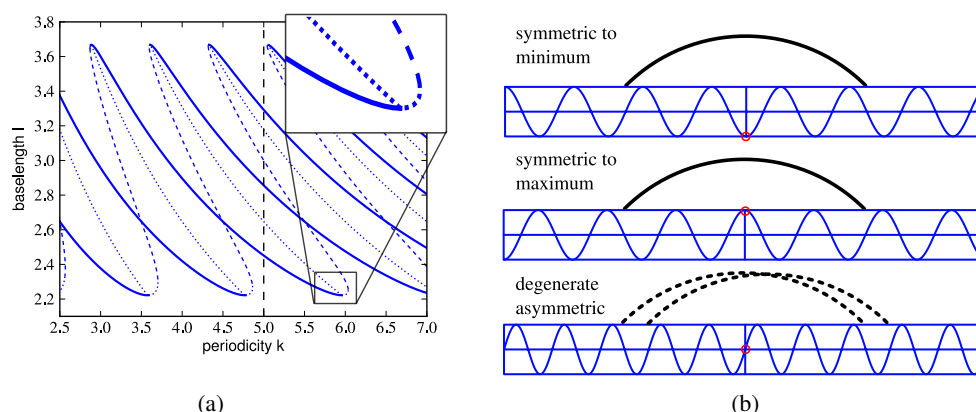 3.8
3.6
3.4
3.2
3.0
2.8
2.6
2.4
2.2
baselength l
2.5 3.0 3.5 4.0 4.5 5.0 5.5 6.0 6.5 7.0
periodicity k
(a)
symmetric to
minimum
symmetric to
maximum
degenerate
asymmetric
(b)